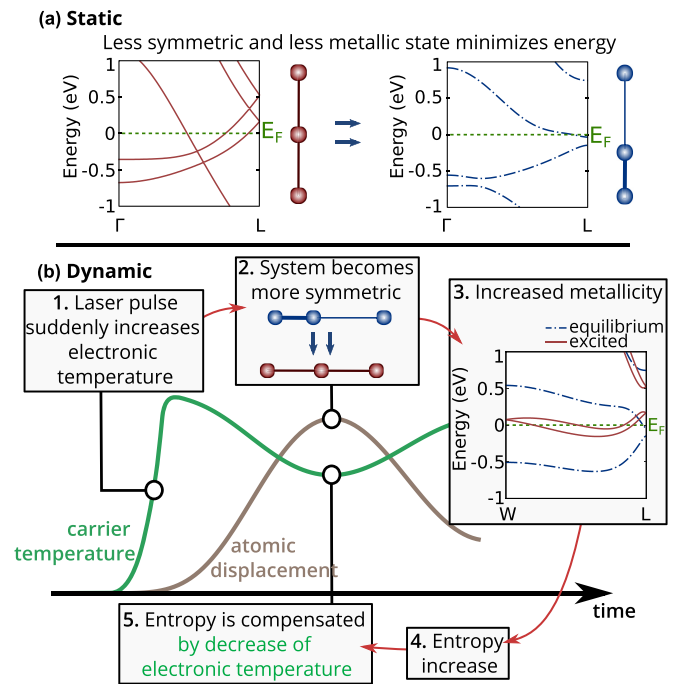 (a) Static
Less symmetric and less metallic state minimizes energy
Energy (eV)
1
0.5
0
-0.5
-1
Γ
L
E_F
Energy (eV)
1
0.5
0
-0.5
-1
Γ
L
E_F
(b) Dynamic
1. Laser pulse
suddenly increases
electronic
temperature
2. System becomes
more symmetric
3. Increased metallicity
equilibrium
excited
Energy (eV)
1
0.5
0
-0.5
-1
W
L
E_F
carrier
temperature
atomic
displacement
time
5. Entropy is compensated
by decrease of
electronic temperature
4. Entropy
increase